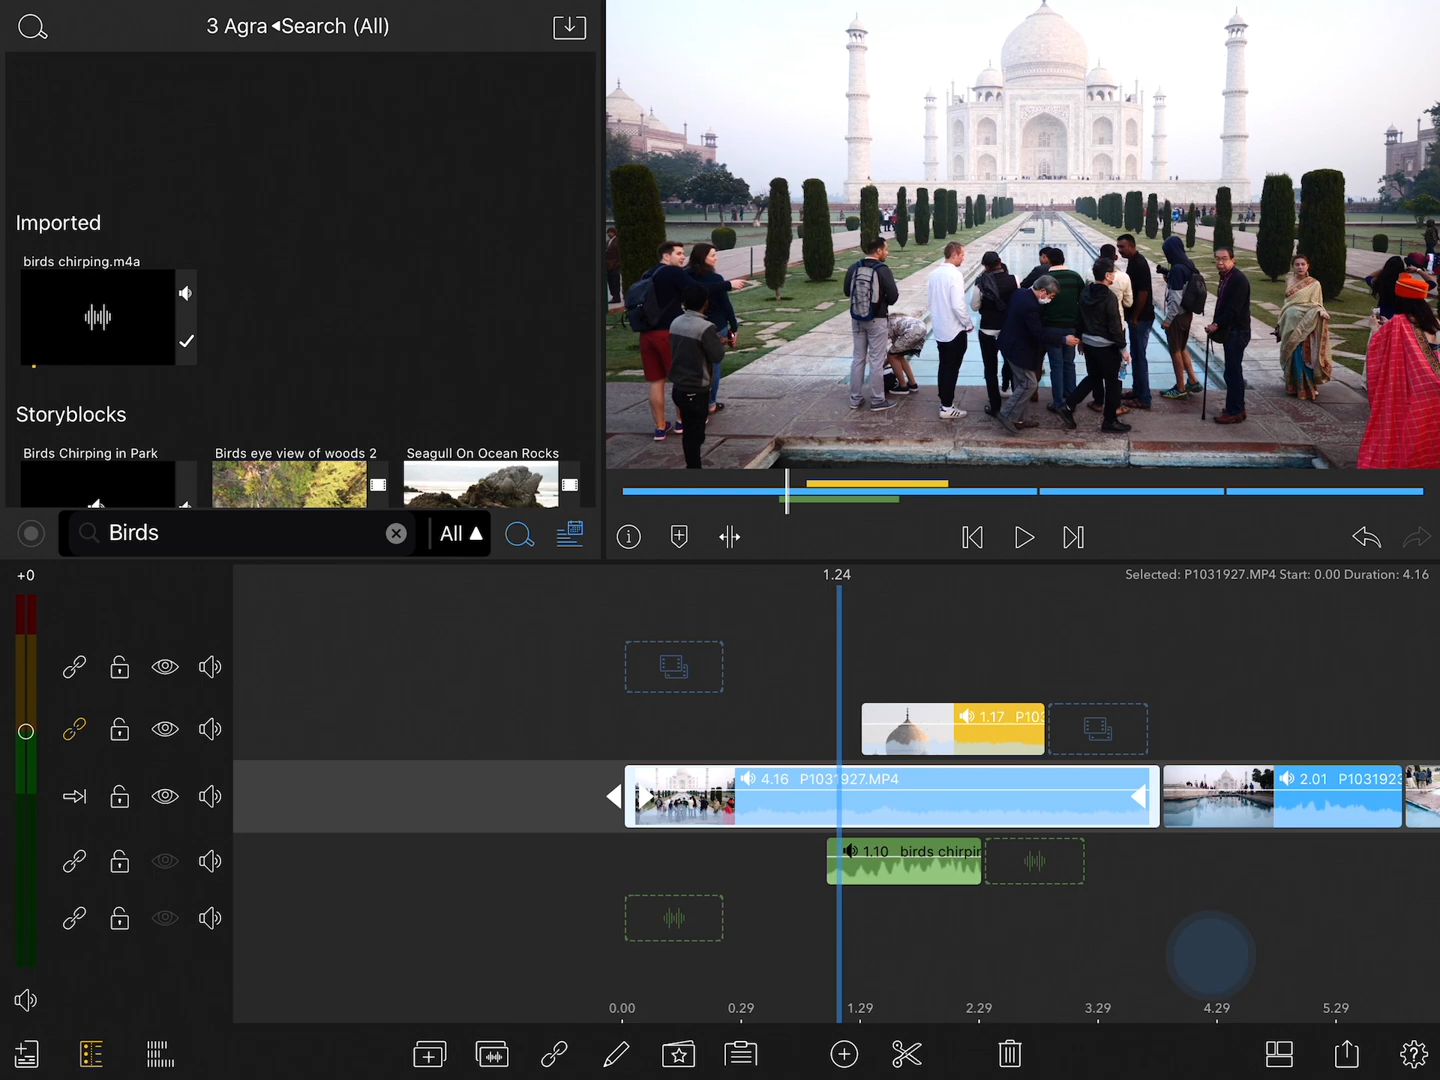 3 Agra◂Search (All)
Imported
birds chirping.m4a
Storyblocks
Birds Chirping in Park
Birds eye view of woods 2
Seagull On Ocean Rocks
Birds
All ▲
+0
1.24
Selected: P1031927.MP4 Start: 0.00 Duration: 4.16
1.17 P103
4.16 P1031927.MP4
2.01 P1031923
1.10 birds chirpin
0.00
0.29
1.29
2.29
3.29
4.29
5.29